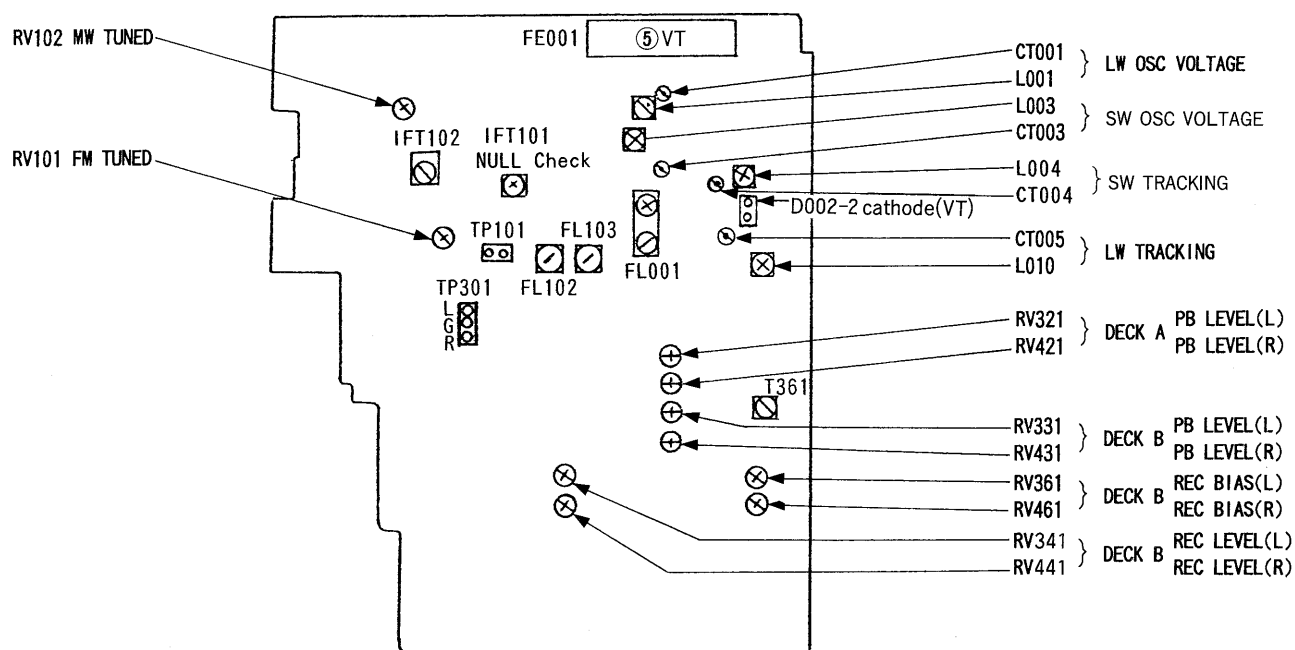 RV102 MW TUNED
FE001
⑤VT
CT001
L001
} LW OSC VOLTAGE
L003
CT003
} SW OSC VOLTAGE
IFT102
IFT101
NULL Check
RV101 FM TUNED
L004
CT004
} SW TRACKING
D002-2 cathode(VT)
TP101
FL102
FL103
FL001
CT005
L010
} LW TRACKING
TP301
L
G
R
RV321
RV421
} DECK A
PB LEVEL(L)
PB LEVEL(R)
T361
RV331
RV431
} DECK B
PB LEVEL(L)
PB LEVEL(R)
RV361
RV461
} DECK B
REC BIAS(L)
REC BIAS(R)
RV341
RV441
} DECK B
REC LEVEL(L)
REC LEVEL(R)